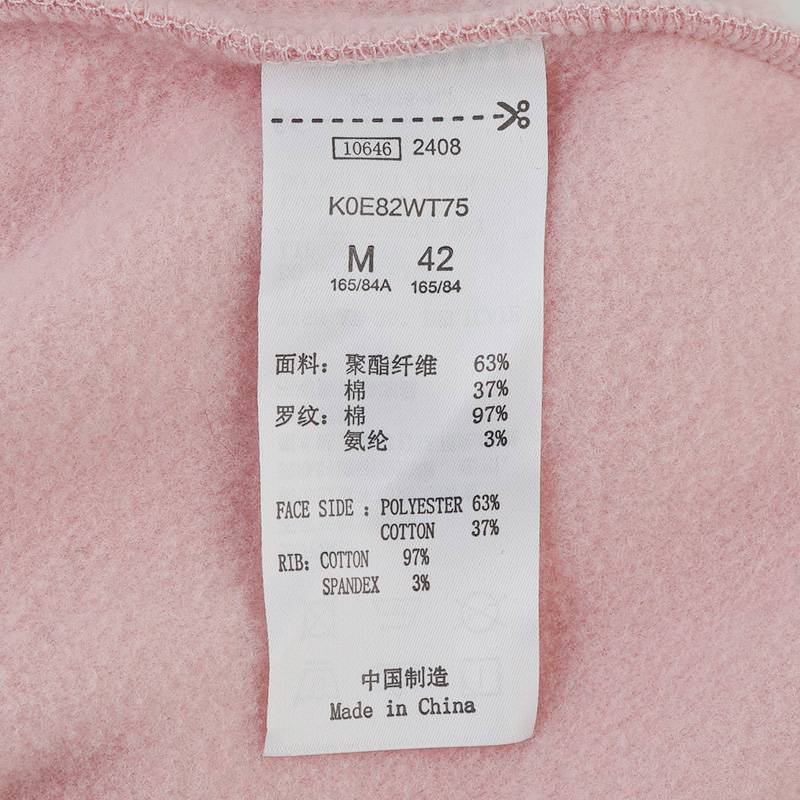 10646 2408
K0E82WT75
M 42
165/84A 165/84
面料：聚酯纤维 63%
棉 37%
罗纹：棉 97%
氨纶 3%
FACE SIDE : POLYESTER 63%
COTTON 37%
RIB: COTTON 97%
SPANDEX 3%
中国制造
Made in China